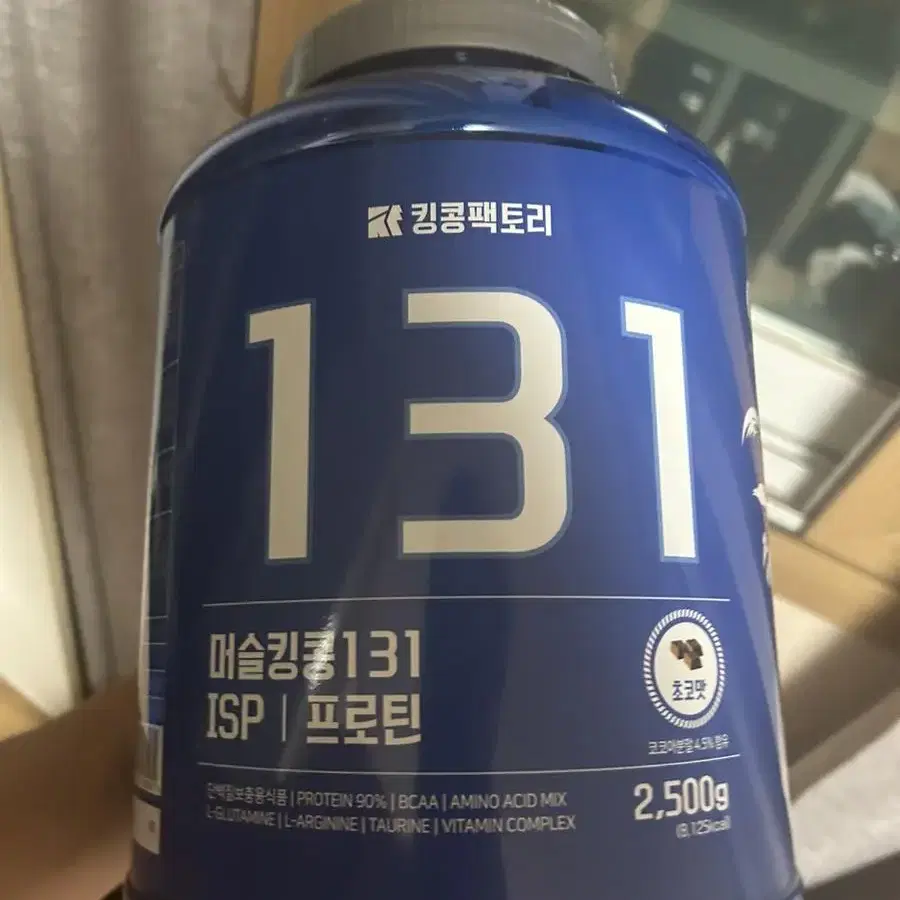 킹콩팩토리
131
머슬킹콩131
ISP | 프로틴
초코맛
코코아분말 4.5% 함유
단백질보충용식품 | PROTEIN 90% | BCAA | AMINO ACID MIX
L-GLUTAMINE | L-ARGININE | TAURINE | VITAMIN COMPLEX
2,500g
(9,125kcal)